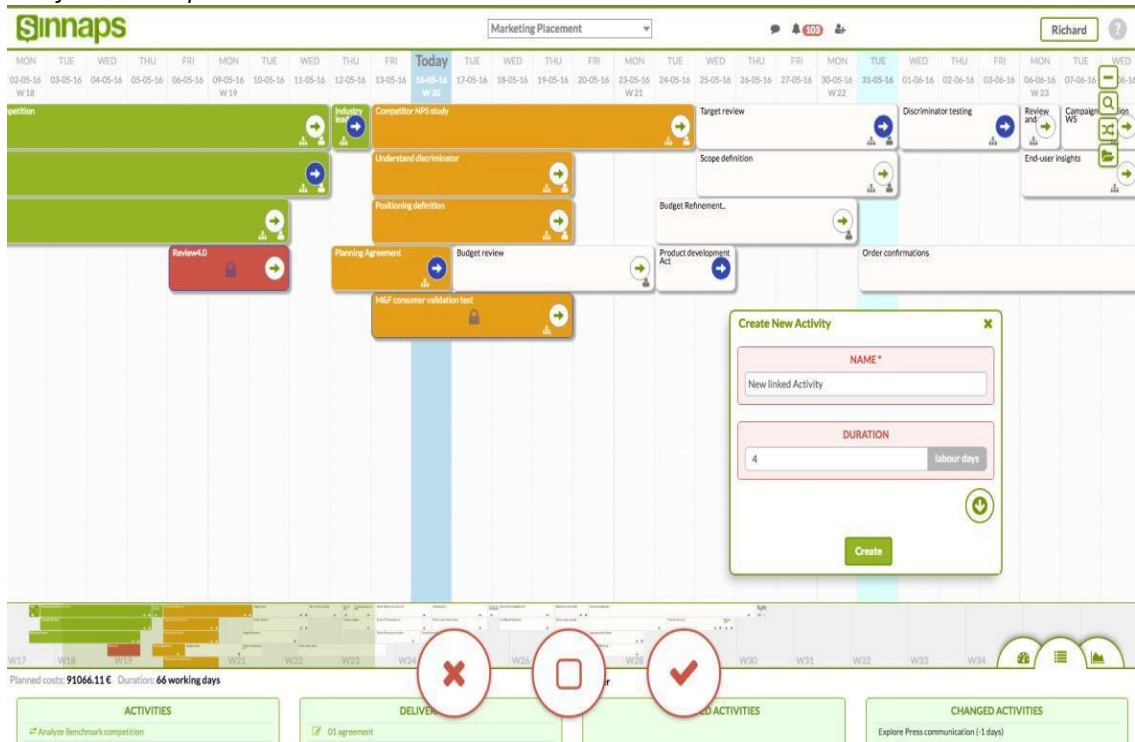 Sinnaps
Marketing Placement
103
Richard
?
MON TUE WED THU FRI MON TUE WED THU FRI Today TUE WED THU FRI MON TUE WED THU FRI MON TUE WED THU FRI MON TUE WED
02-05-16 03-05-16 04-05-16 05-05-16 06-05-16 09-05-16 10-05-16 11-05-16 12-05-16 13-05-16 16-05-16 17-05-16 18-05-16 19-05-16 20-05-16 23-05-16 24-05-16 25-05-16 26-05-16 27-05-16 30-05-16 31-05-16 01-06-16 02-06-16 03-06-16 06-06-16 07-06-16
W18 W19 W20 W21 W22 W23
petition
Industry
Competitor NPS study
Target review
Discriminator testing
Review
and
Campaign
WS
Understand discriminator
Scope definition
End-user insights
Positioning definition
Budget Refinement..
Review4.0
Planning Agreement
Budget review
Product development
Act
Order confirmations
M&F consumer validation test
Create New Activity
NAME*
New linked Activity
DURATION
4 labour days
Create
W17 W18 W19 W21 W22 W23 W24 W26 W28 W30 W31 W32 W33 W34
Planned costs: 91066.11 € Duration: 66 working days
ACTIVITIES
DELIVER
ED ACTIVITIES
CHANGED ACTIVITIES
Analyze Benchmark competition
01 agreement
Explore Press communication (-1 days)